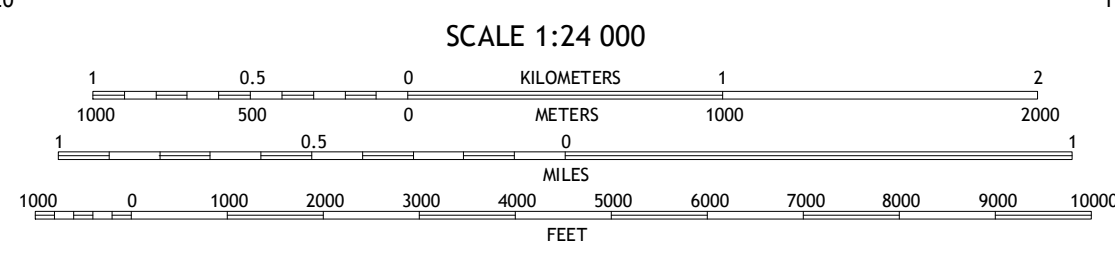 SCALE 1:24 000
1 0.5 0 KILOMETERS 1 2
1000 500 0 METERS 1000 2000
1 0.5 0 1
MILES
1000 0 1000 2000 3000 4000 5000 6000 7000 8000 9000 10000
FEET